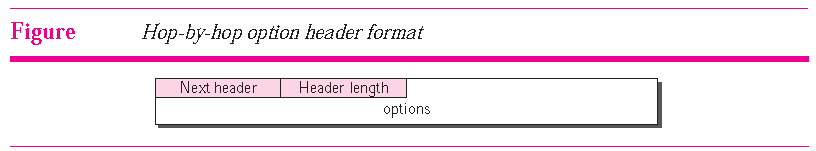 Figure Hop-by-hop option header format
Next header Header length
options